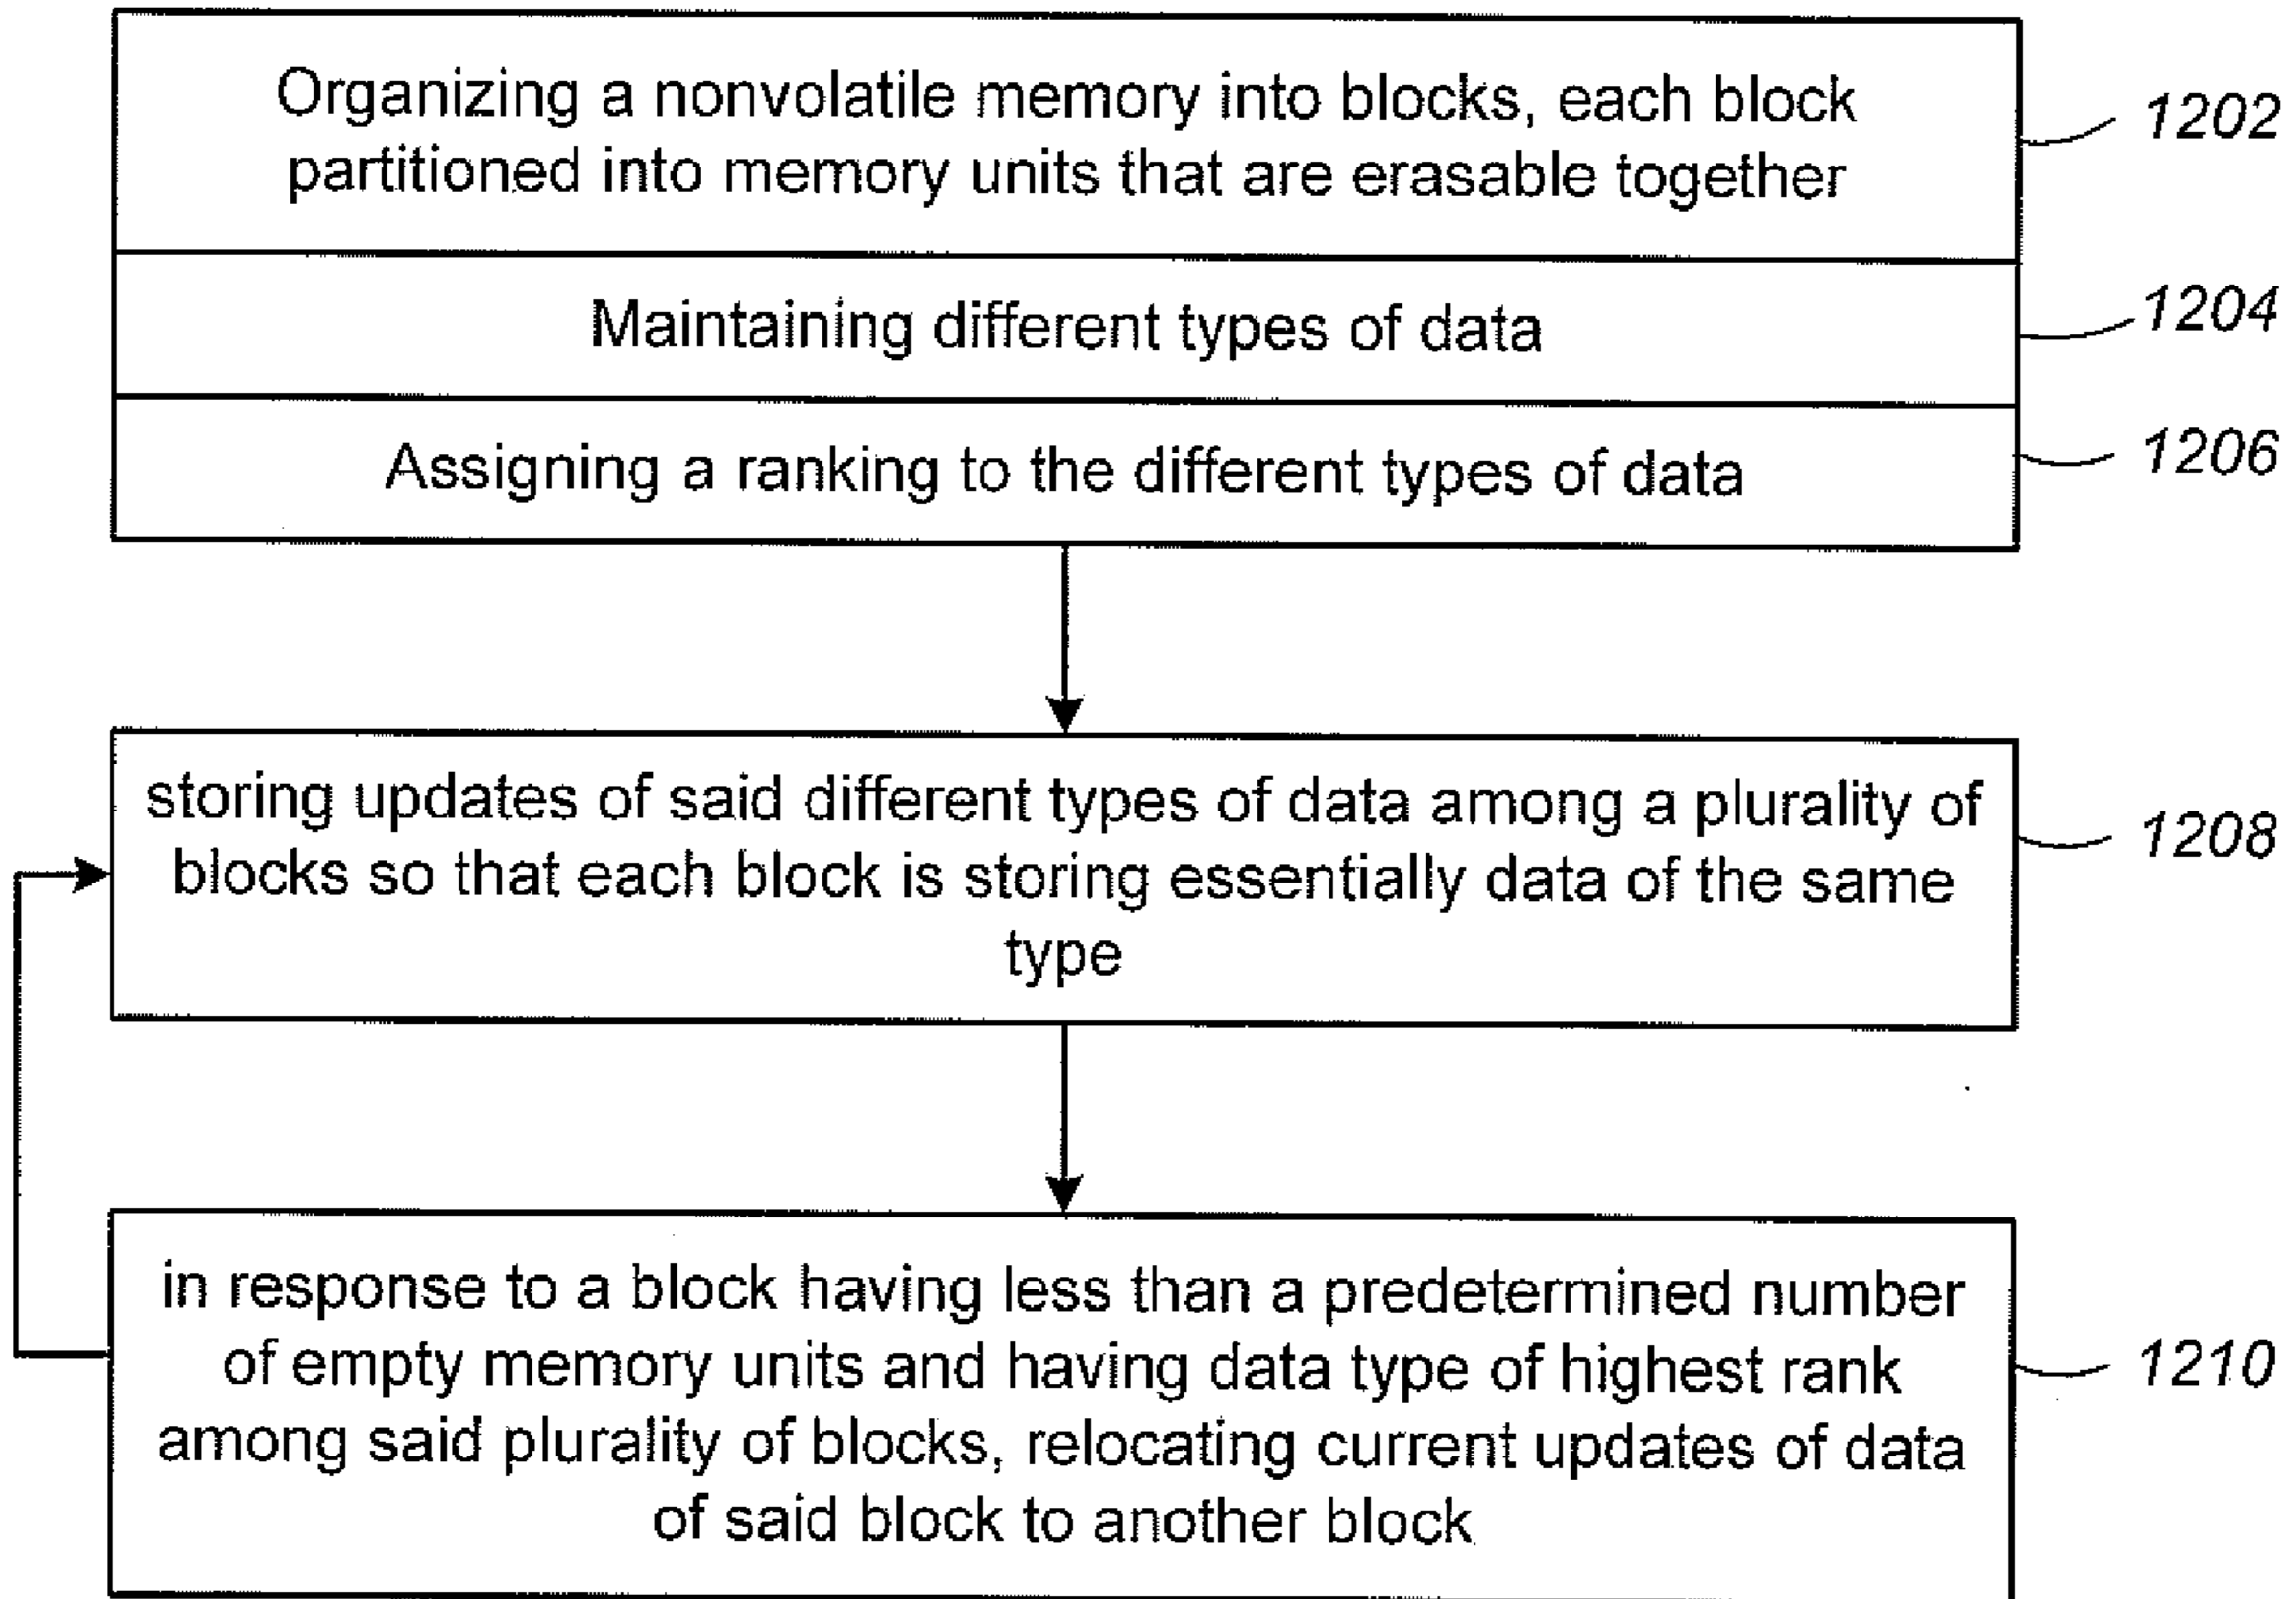 Organizing a nonvolatile memory into blocks, each block
partitioned into memory units that are erasable together
1202
Maintaining different types of data
1204
Assigning a ranking to the different types of data
1206
storing updates of said different types of data among a plurality of
blocks so that each block is storing essentially data of the same
type
1208
in response to a block having less than a predetermined number
of empty memory units and having data type of highest rank
among said plurality of blocks, relocating current updates of data
of said block to another block
1210